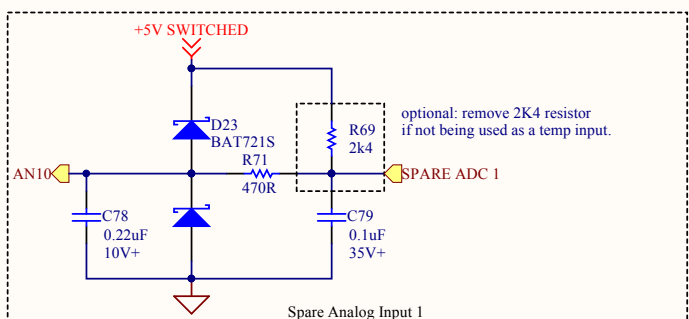 +5V SWITCHED
optional: remove 2K4 resistor
if not being used as a temp input.
D23
BAT721S
R69
2k4
R71
470R
AN10
SPARE ADC 1
C78
0.22uF
10V+
C79
0.1uF
35V+
Spare Analog Input 1